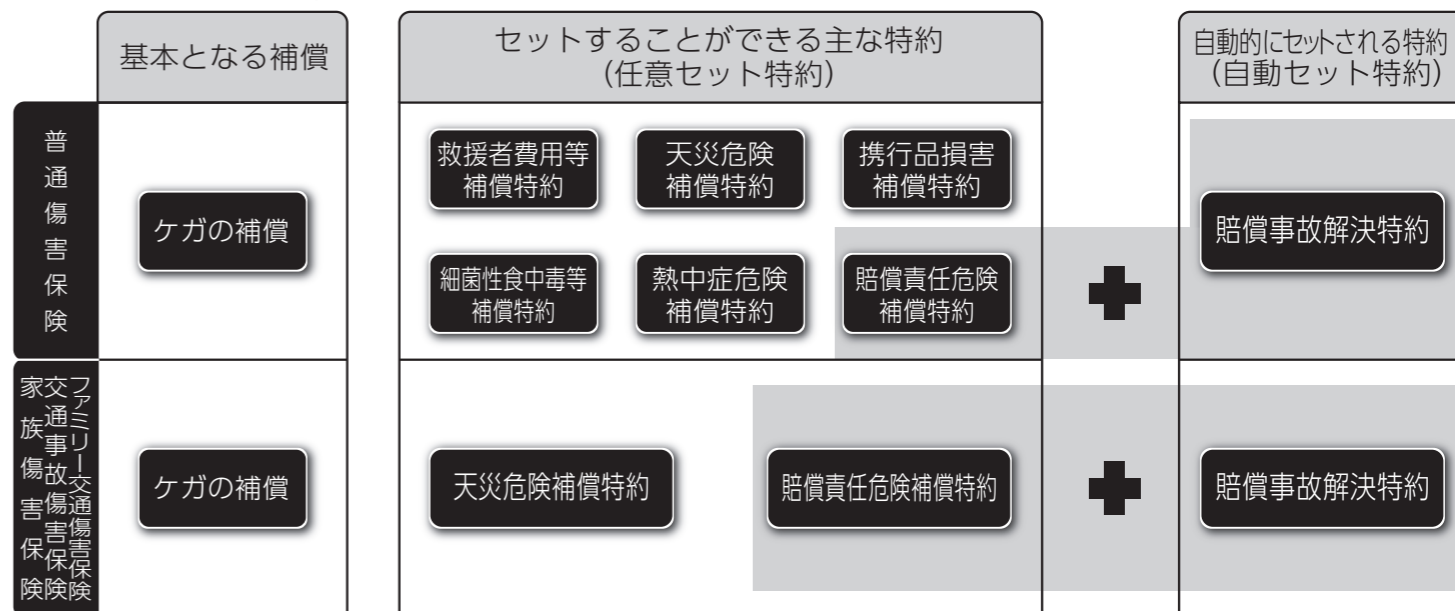 基本となる補償
セットすることができる主な特約
（任意セット特約）
自動的にセットされる特約
（自動セット特約）
普通傷害保険
ケガの補償
救援者費用等
補償特約
天災危険
補償特約
携行品損害
補償特約
細菌性食中毒等
補償特約
熱中症危険
補償特約
賠償責任危険
補償特約
賠償事故解決特約
ファミリー交通傷害保険
交通事故傷害保険
家族傷害保険
ケガの補償
天災危険補償特約
賠償責任危険補償特約
賠償事故解決特約